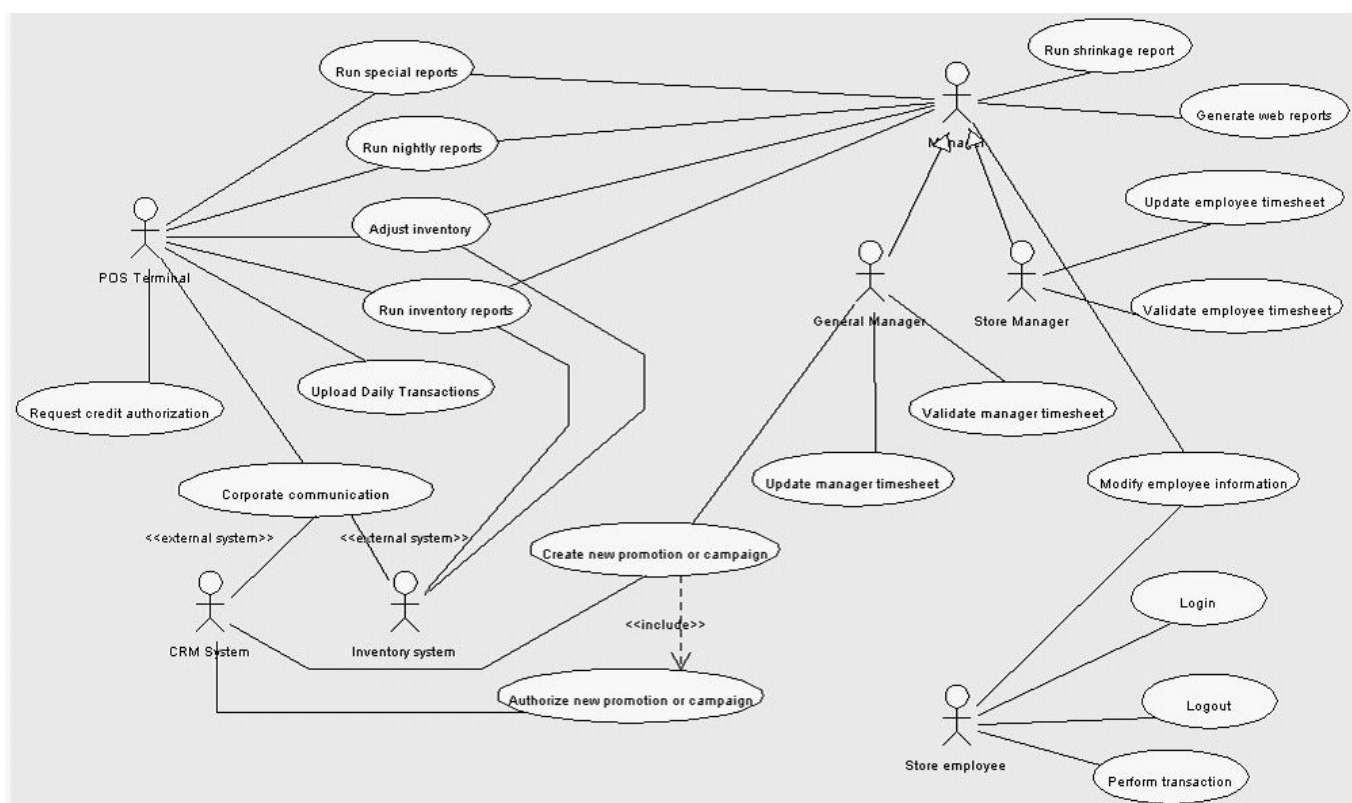 Run shrinkage report
Run special reports
Manager
Generate web reports
Run nightly reports
Update employee timesheet
Adjust inventory
POS Terminal
Run inventory reports
General Manager
Store Manager
Validate employee timesheet
Upload Daily Transactions
Request credit authorization
Validate manager timesheet
Update manager timesheet
Modify employee information
Corporate communication
<<external system>>
<<external system>>
Create new promotion or campaign
Login
<<include>>
CRM System
Inventory system
Authorize new promotion or campaign
Logout
Store employee
Perform transaction